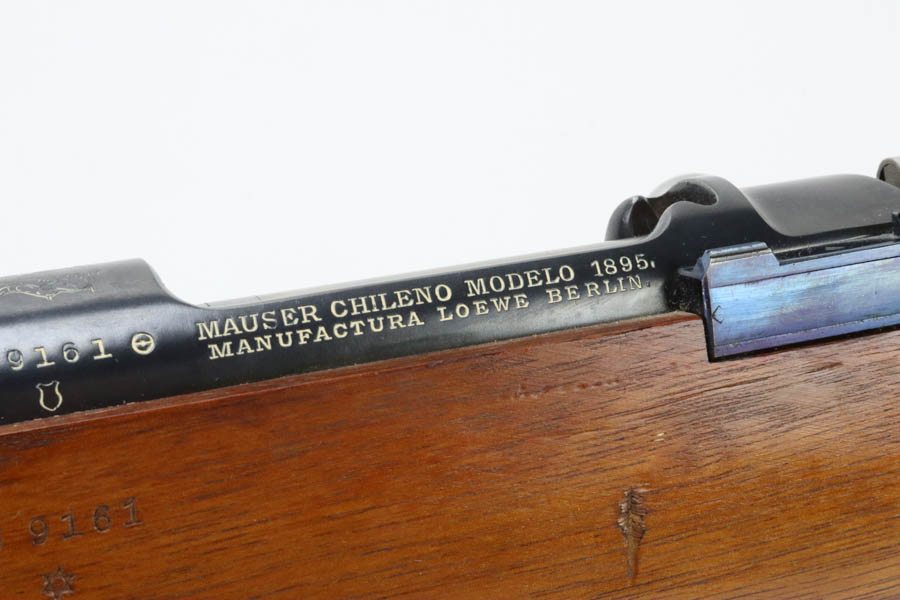 MAUSER CHILENO MODELO 1895.
MANUFACTURA LOEWE BERLIN.
9161
9161